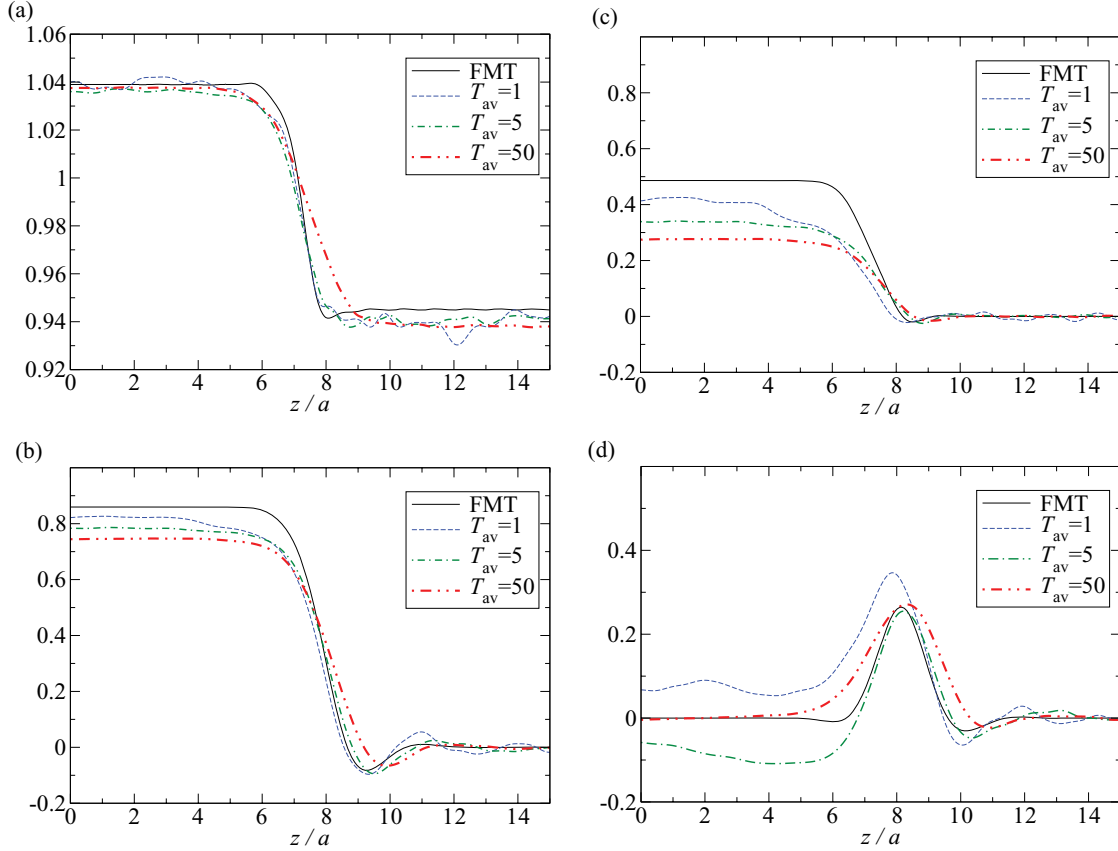 (a)
1.06
1.04
1.02
1
0.98
0.96
0.94
0.92
0 2 4 6 8 10 12 14
z / a
FMT
T_av=1
T_av=5
T_av=50
(c)
0.8
0.6
0.4
0.2
0
-0.2
0 2 4 6 8 10 12 14
z / a
FMT
T_av=1
T_av=5
T_av=50
(b)
0.8
0.6
0.4
0.2
0
-0.2
0 2 4 6 8 10 12 14
z / a
FMT
T_av=1
T_av=5
T_av=50
(d)
0.4
0.2
0
-0.2
0 2 4 6 8 10 12 14
z / a
FMT
T_av=1
T_av=5
T_av=50